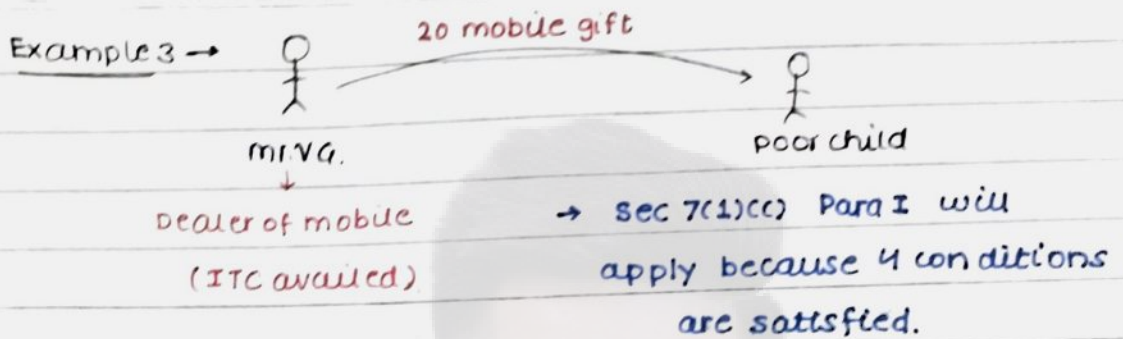 Example 3 →
20 mobile gift
mr.VG.
poor child
Dealer of mobile
(ITC availed)
→ sec 7(1)(c) Para I will
apply because 4 conditions
are sattsfied.